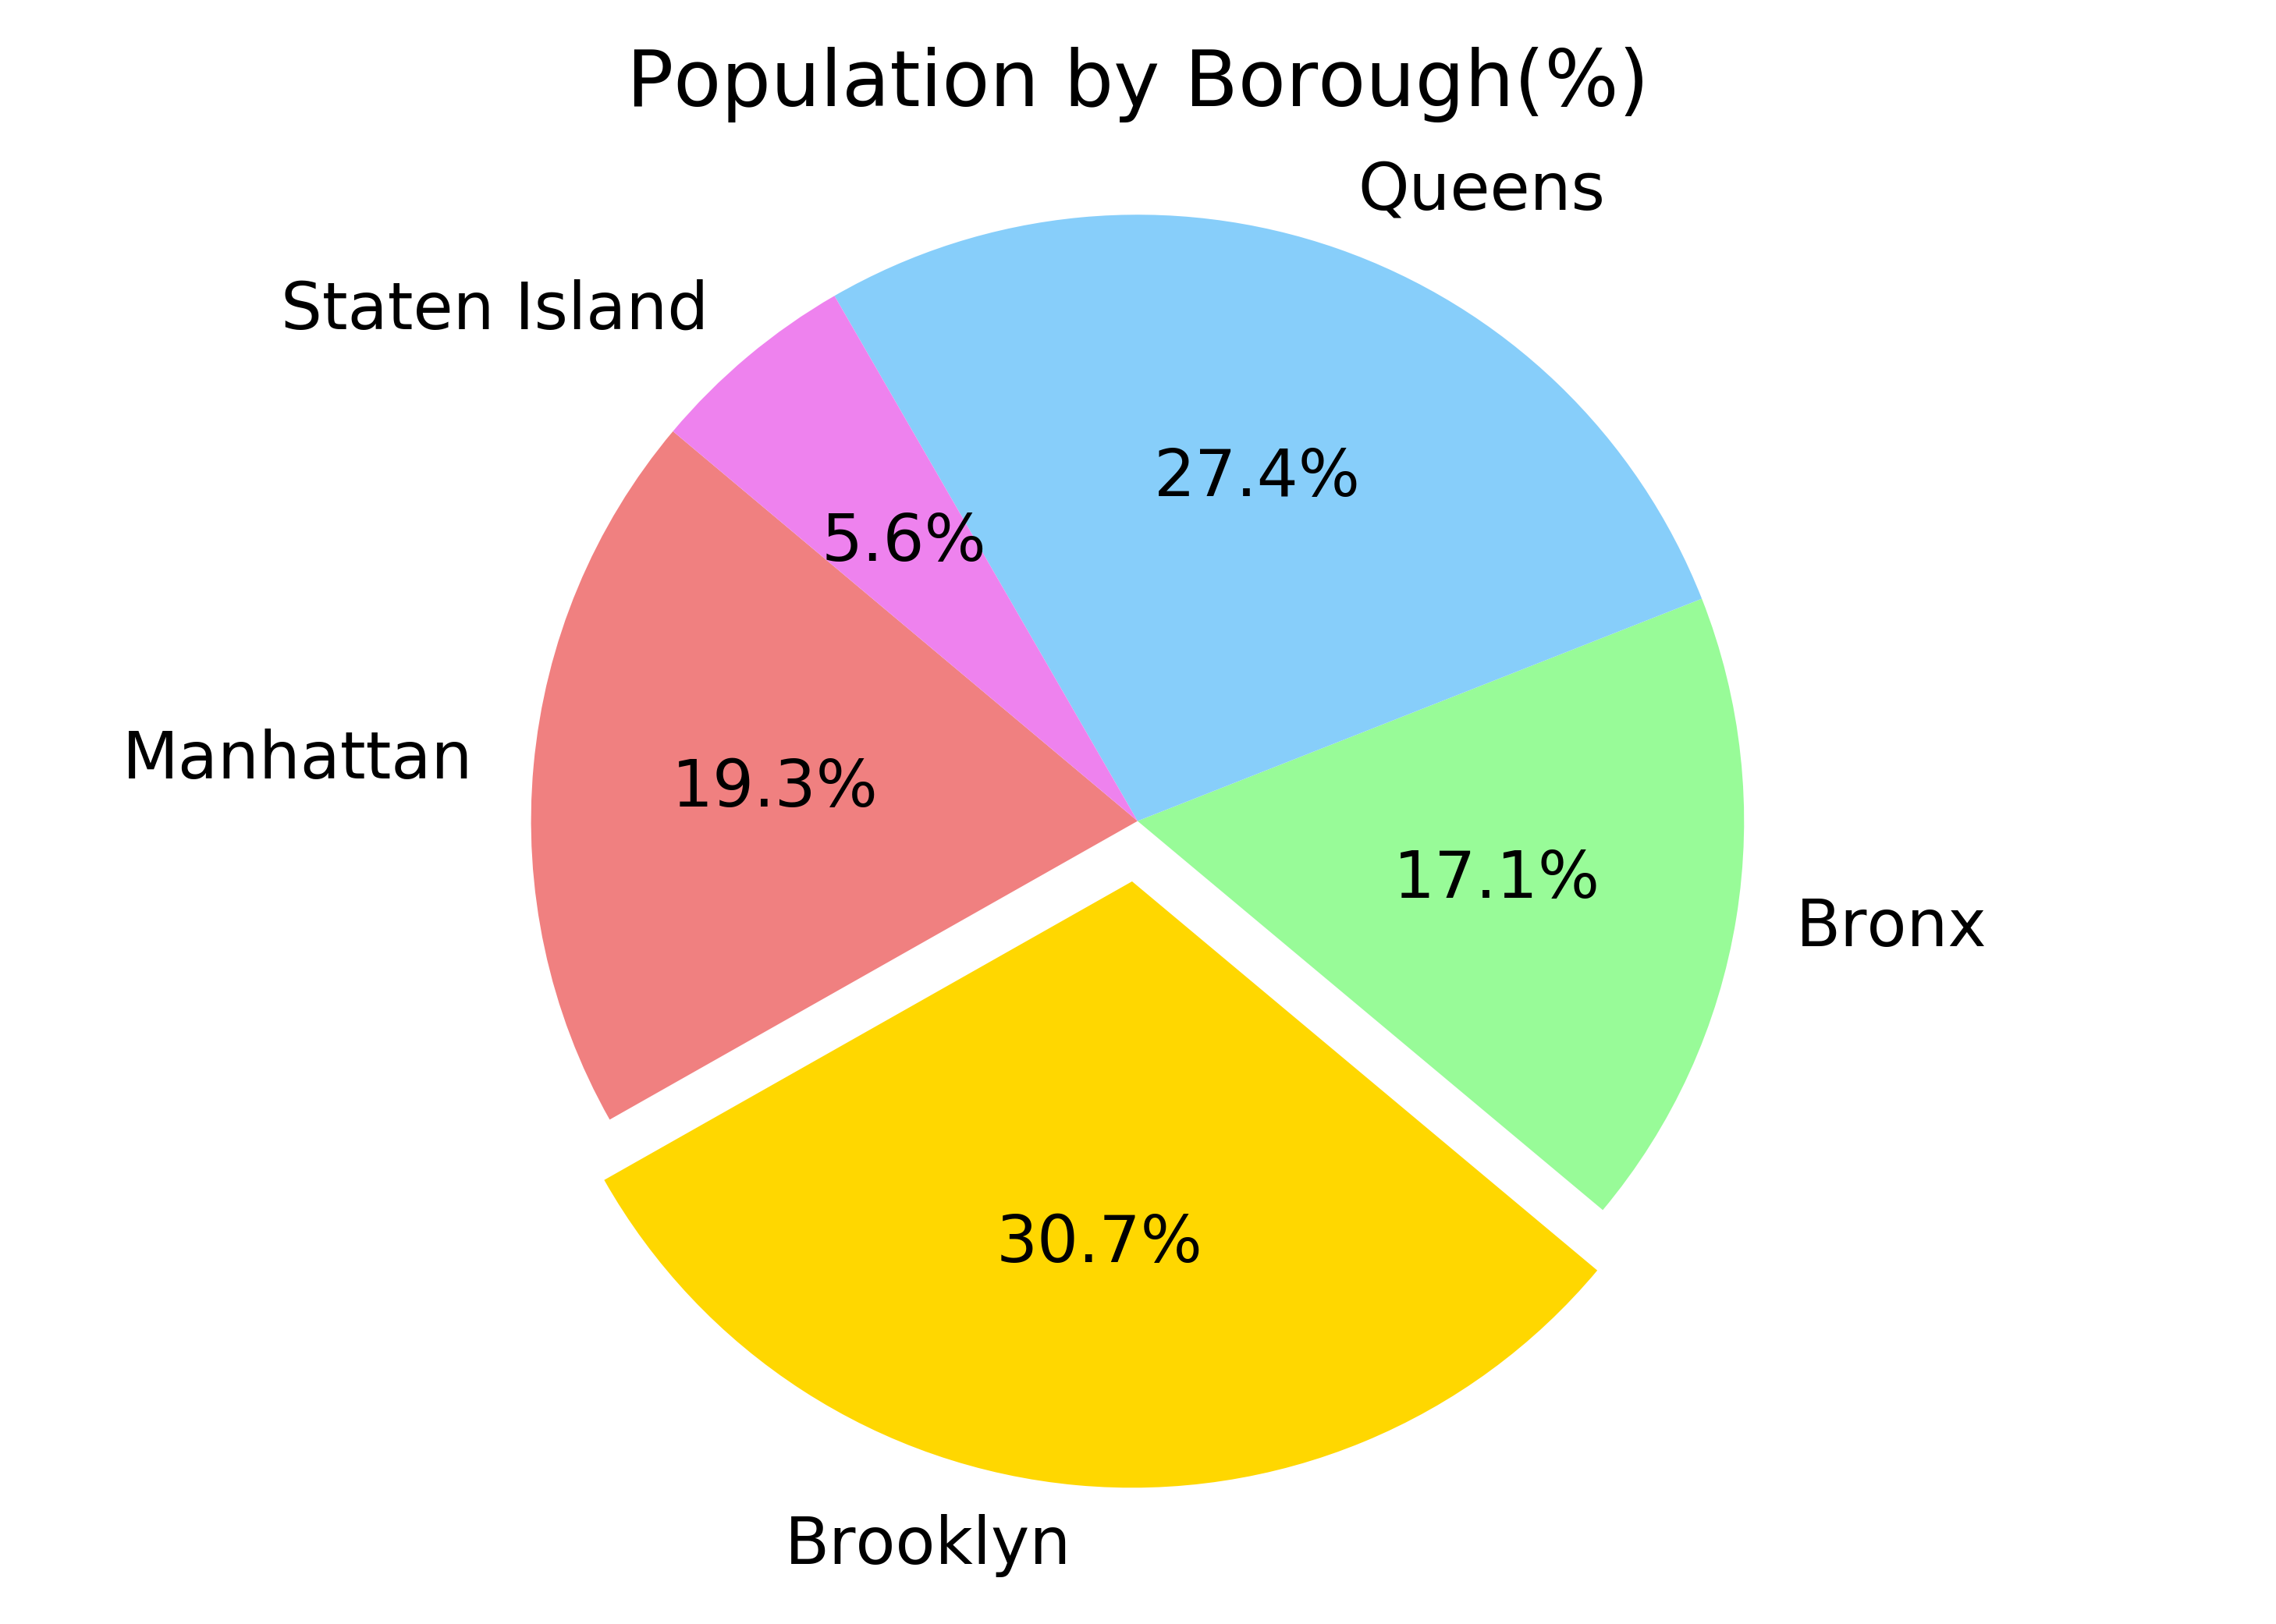 Population by Borough(%)
Queens
Staten Island
27.4%
5.6%
Manhattan
19.3%
17.1%
Bronx
30.7%
Brooklyn